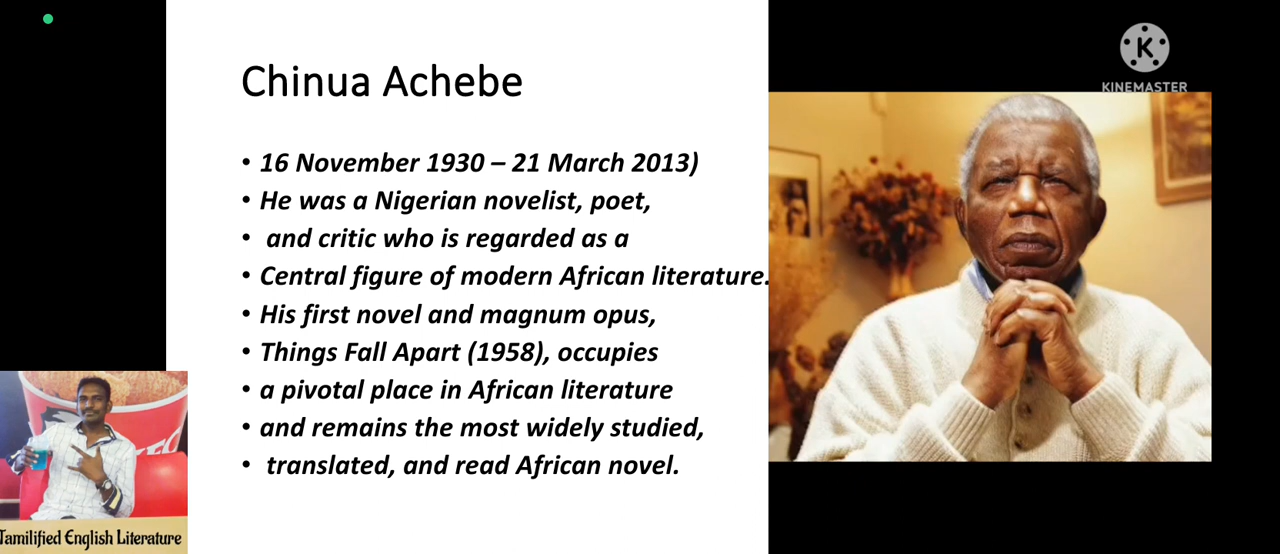 Chinua Achebe
• 16 November 1930 – 21 March 2013)
• He was a Nigerian novelist, poet,
• and critic who is regarded as a
• Central figure of modern African literature.
• His first novel and magnum opus,
• Things Fall Apart (1958), occupies
• a pivotal place in African literature
• and remains the most widely studied,
• translated, and read African novel.
K
KINEMASTER
Tamilified English Literature